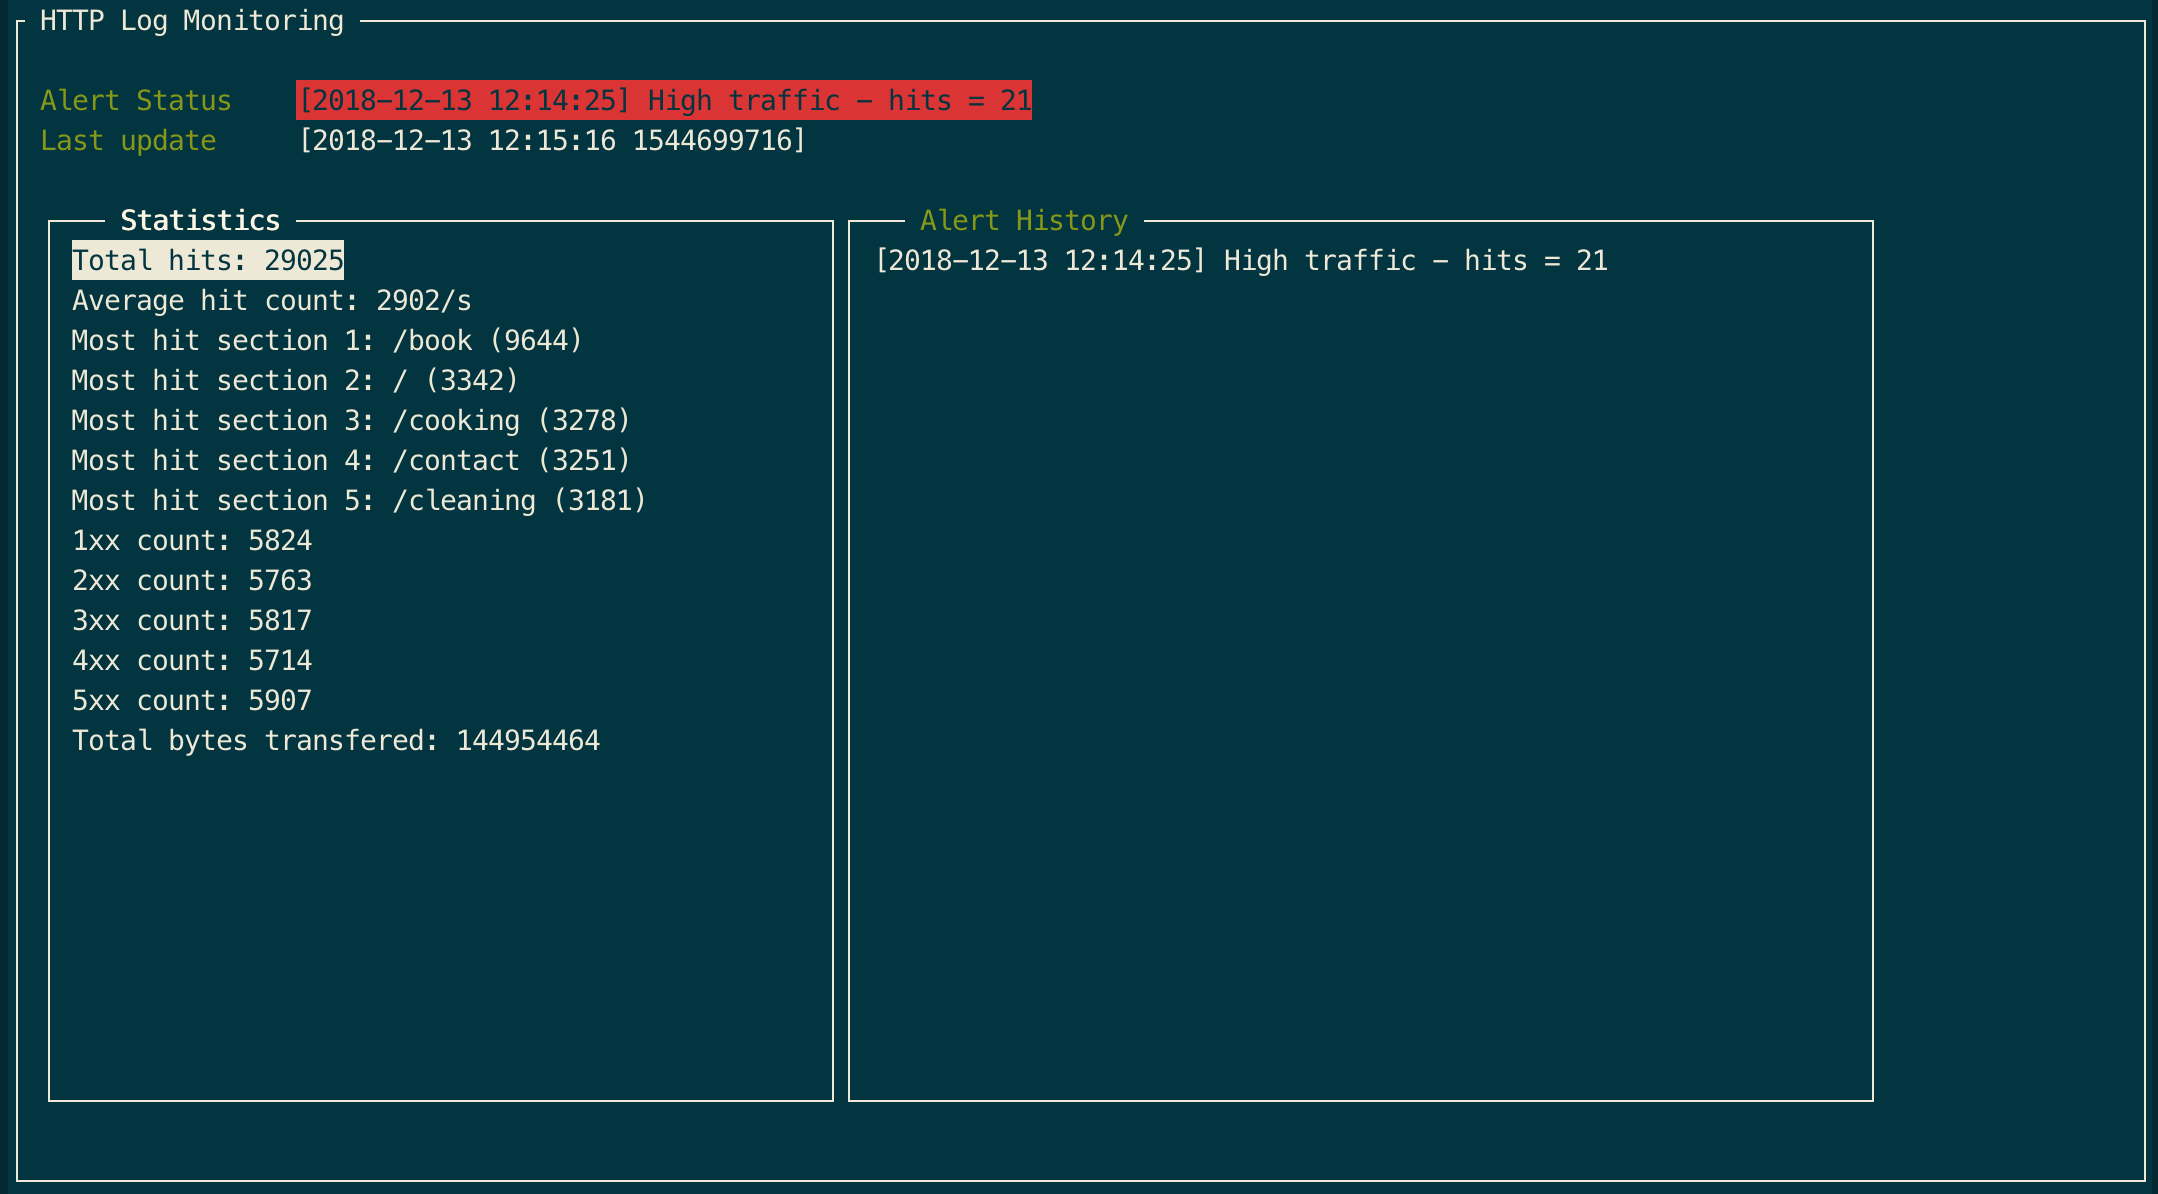 HTTP Log Monitoring
Alert Status [2018-12-13 12:14:25] High traffic - hits = 21
Last update [2018-12-13 12:15:16 1544699716]
Statistics
Total hits: 29025
Average hit count: 2902/s
Most hit section 1: /book (9644)
Most hit section 2: / (3342)
Most hit section 3: /cooking (3278)
Most hit section 4: /contact (3251)
Most hit section 5: /cleaning (3181)
1xx count: 5824
2xx count: 5763
3xx count: 5817
4xx count: 5714
5xx count: 5907
Total bytes transfered: 144954464
Alert History
[2018-12-13 12:14:25] High traffic - hits = 21